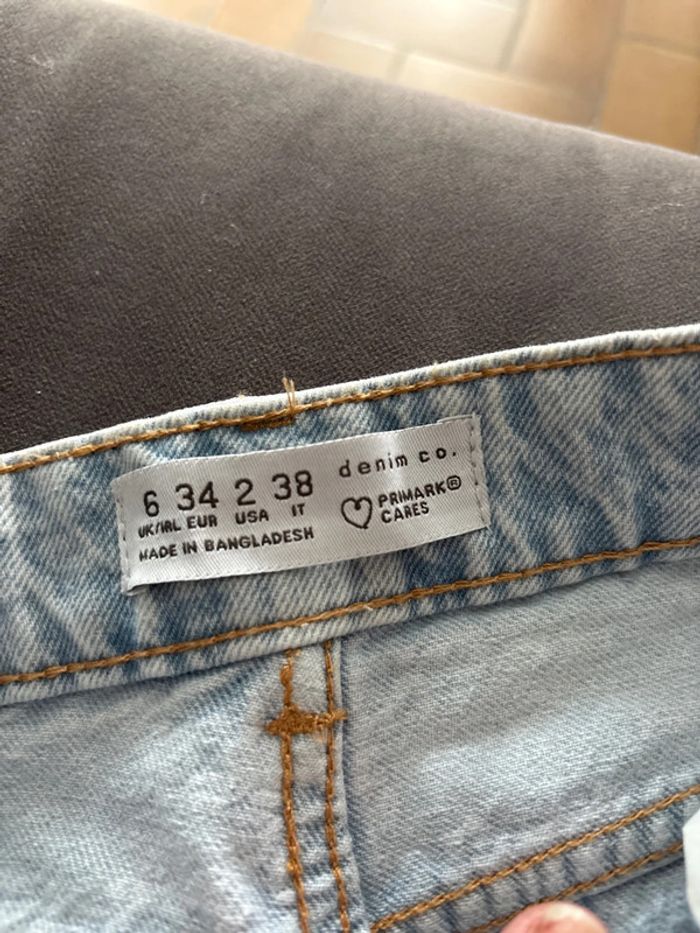 6 34 2 38
UK/IRL EUR USA IT
MADE IN BANGLADESH
denim co.
PRIMARK®
CARES